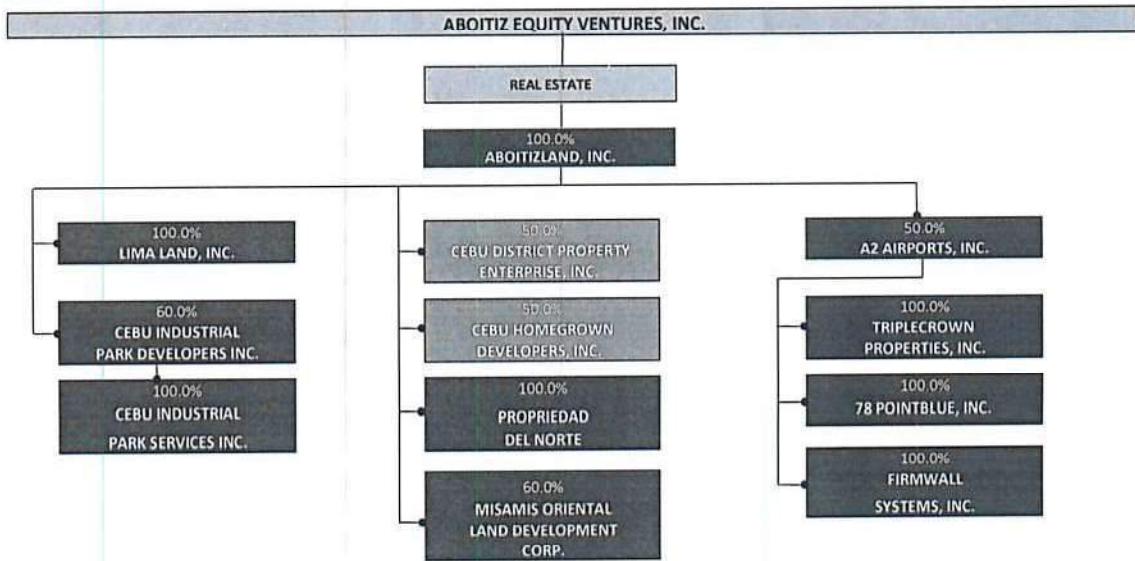 ABOITIZ EQUITY VENTURES, INC.
REAL ESTATE
100.0%
ABOITIZLAND, INC.
100.0%
LIMA LAND, INC.
60.0%
CEBU INDUSTRIAL
PARK DEVELOPERS INC.
100.0%
CEBU INDUSTRIAL
PARK SERVICES INC.
50.0%
CEBU DISTRICT PROPERTY
ENTERPRISE, INC.
50.0%
CEBU HOMEGROWN
DEVELOPERS, INC.
100.0%
PROPRIEDAD
DEL NORTE
60.0%
MISAMIS ORIENTAL
LAND DEVELOPMENT
CORP.
50.0%
A2 AIRPORTS, INC.
100.0%
TRIPLECROWN
PROPERTIES, INC.
100.0%
78 POINTBLUE, INC.
100.0%
FIRMWALL
SYSTEMS, INC.